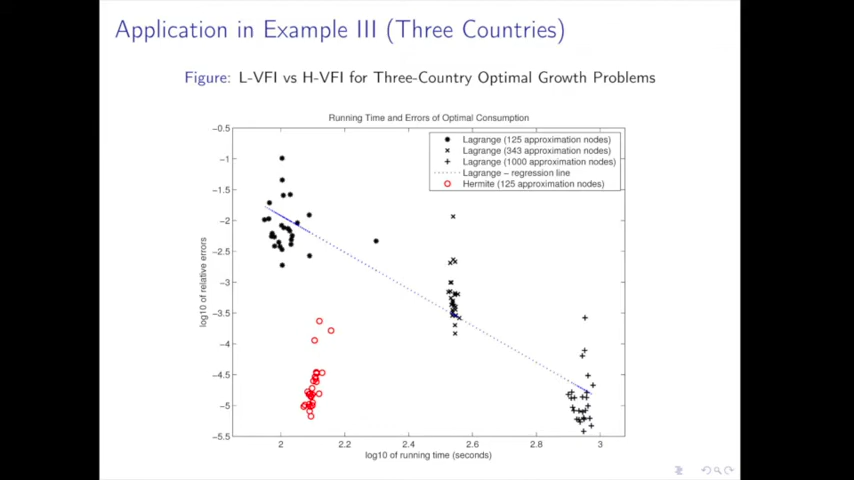 Application in Example III (Three Countries)
Figure: L-VFI vs H-VFI for Three-Country Optimal Growth Problems
Running Time and Errors of Optimal Consumption
Lagrange (125 approximation nodes)
Lagrange (343 approximation nodes)
Lagrange (1000 approximation nodes)
Lagrange − regression line
Hermite (125 approximation nodes)
log10 of relative errors
−0.5
−1
−1.5
−2
−2.5
−3
−3.5
−4
−4.5
−5
−5.5
2
2.2
2.4
2.6
2.8
3
log10 of running time (seconds)